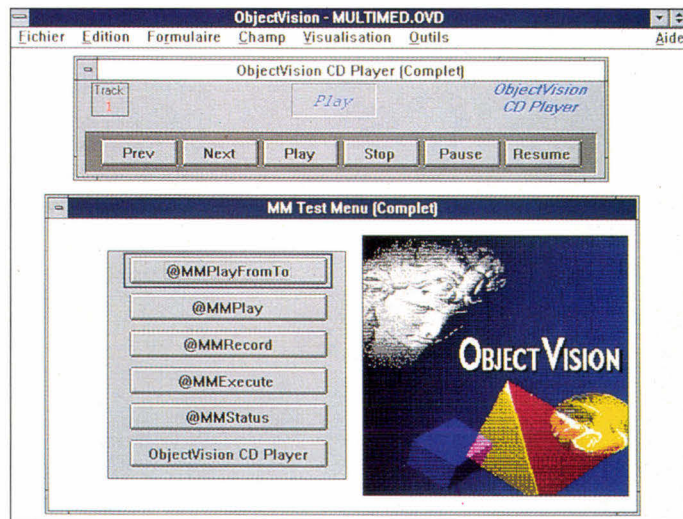 ObjectVision - MULTIMED.OVD
Fichier Edition Formulaire Champ Visualisation Outils Aide
ObjectVision CD Player (Complet)
Track
1
Play
ObjectVision
CD Player
Prev Next Play Stop Pause Resume
MM Test Menu (Complet)
@MMPlayFromTo
@MMPlay
@MMRecord
@MMExecute
@MMStatus
ObjectVision CD Player
OBJECTVISION